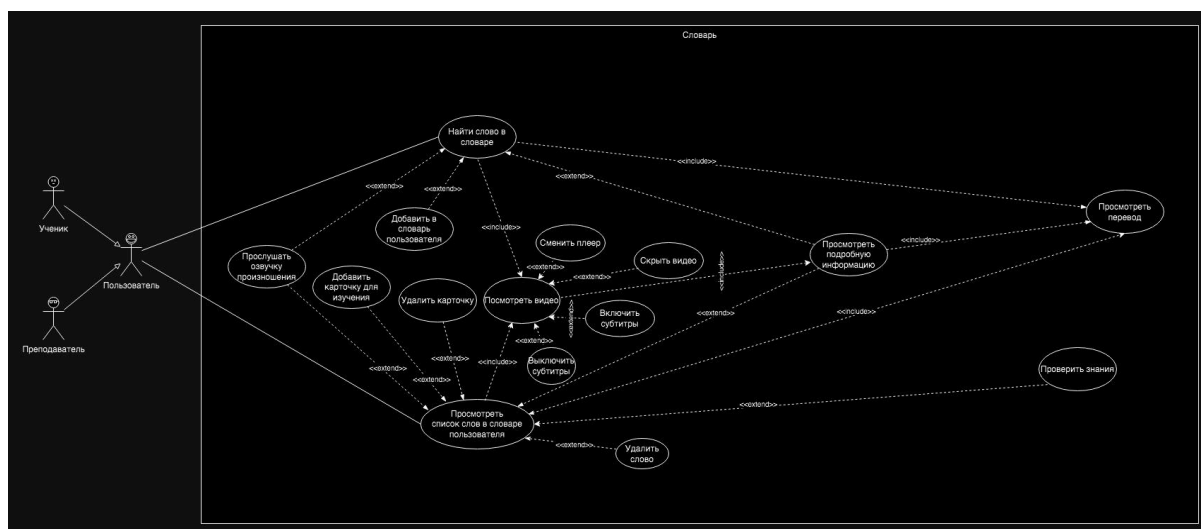 Словарь
Найти слово в
словаре
<<include>>
<<extend>>
<<extend>>
<<extend>>
Добавить в
словарь
пользователя
Просмотреть
перевод
Ученик
<<include>>
Сменить плеер
Просмотреть
подробную
информацию
<<include>>
Прослушать
озвучку
произношения
Скрыть видео
<<extend>>
<<extend>>
<<include>>
Пользователь
Добавить
карточку для
изучения
Удалить карточку
Посмотреть видео
Включить
субтитры
<<extend>>
<<include>>
<<extend>>
<<include>>
<<extend>>
Преподаватель
Выключить
субтитры
<<extend>>
<<extend>>
<<extend>>
Проверить знания
<<extend>>
Просмотреть
список слов в словаре
пользователя
<<extend>>
Удалить
слово